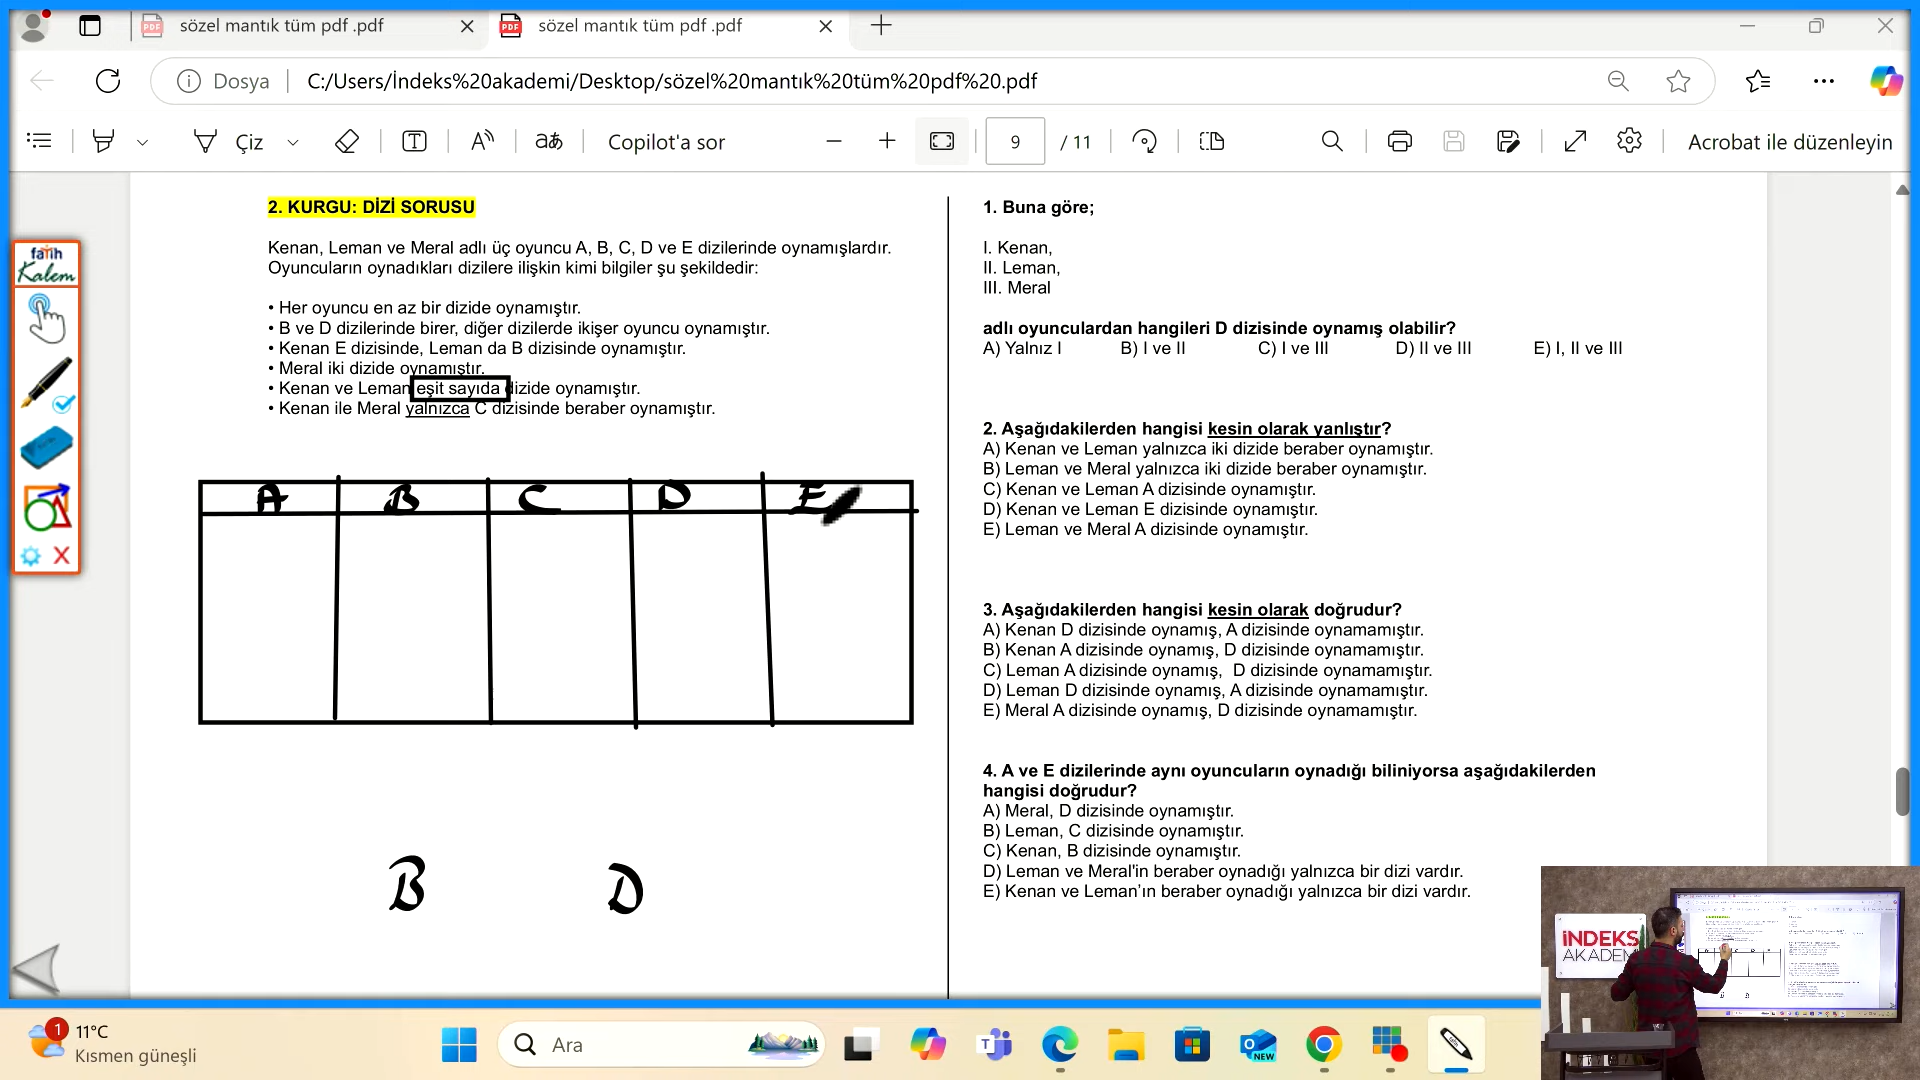 sözel mantık tüm pdf .pdf
sözel mantık tüm pdf .pdf
Dosya
C:/Users/İndeks%20akademi/Desktop/sözel%20mantık%20tüm%20pdf%20.pdf
Çiz
aあ
Copilot'a sor
9
/ 11
Acrobat ile düzenleyin
fatih
Kalem
2. KURGU: DİZİ SORUSU
Kenan, Leman ve Meral adlı üç oyuncu A, B, C, D ve E dizilerinde oynamışlardır.
Oyuncuların oynadıkları dizilere ilişkin kimi bilgiler şu şekildedir:
• Her oyuncu en az bir dizide oynamıştır.
• B ve D dizilerinde birer, diğer dizilerde ikişer oyuncu oynamıştır.
• Kenan E dizisinde, Leman da B dizisinde oynamıştır.
• Meral iki dizide oynamıştır.
• Kenan ve Leman eşit sayıda dizide oynamıştır.
• Kenan ile Meral yalnızca C dizisinde beraber oynamıştır.
A B C D E
B D
1. Buna göre;
I. Kenan,
II. Leman,
III. Meral
adlı oyunculardan hangileri D dizisinde oynamış olabilir?
A) Yalnız I B) I ve II C) I ve III D) II ve III E) I, II ve III
2. Aşağıdakilerden hangisi kesin olarak yanlıştır?
A) Kenan ve Leman yalnızca iki dizide beraber oynamıştır.
B) Leman ve Meral yalnızca iki dizide beraber oynamıştır.
C) Kenan ve Leman A dizisinde oynamıştır.
D) Kenan ve Leman E dizisinde oynamıştır.
E) Leman ve Meral A dizisinde oynamıştır.
3. Aşağıdakilerden hangisi kesin olarak doğrudur?
A) Kenan D dizisinde oynamış, A dizisinde oynamamıştır.
B) Kenan A dizisinde oynamış, D dizisinde oynamamıştır.
C) Leman A dizisinde oynamış, D dizisinde oynamamıştır.
D) Leman D dizisinde oynamış, A dizisinde oynamamıştır.
E) Meral A dizisinde oynamış, D dizisinde oynamamıştır.
4. A ve E dizilerinde aynı oyuncuların oynadığı biliniyorsa aşağıdakilerden
hangisi doğrudur?
A) Meral, D dizisinde oynamıştır.
B) Leman, C dizisinde oynamıştır.
C) Kenan, B dizisinde oynamıştır.
D) Leman ve Meral'in beraber oynadığı yalnızca bir dizi vardır.
E) Kenan ve Leman'ın beraber oynadığı yalnızca bir dizi vardır.
İNDEKS
AKADEM
1
11°C
Kısmen güneşli
Ara
NEW